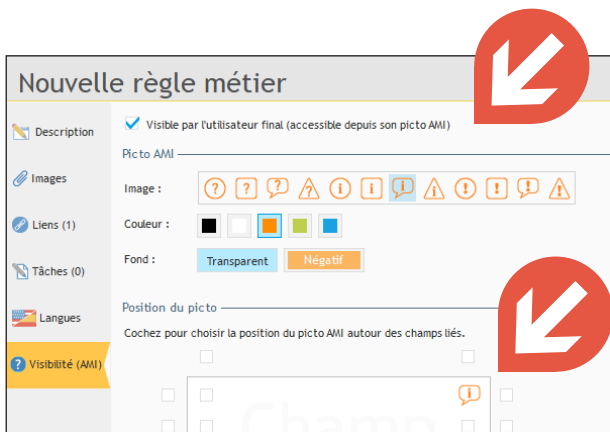 Nouvelle règle métier
Description
Images
Liens (1)
Tâches (0)
Langues
Visibilité (AMI)
Visible par l'utilisateur final (accessible depuis son picto AMI)
Picto AMI
Image :
? ? ? ? i i i i ! ! ! !
Couleur :
Fond :
Transparent
Négatif
Position du picto
Cochez pour choisir la position du picto AMI autour des champs liés.
i
Champ